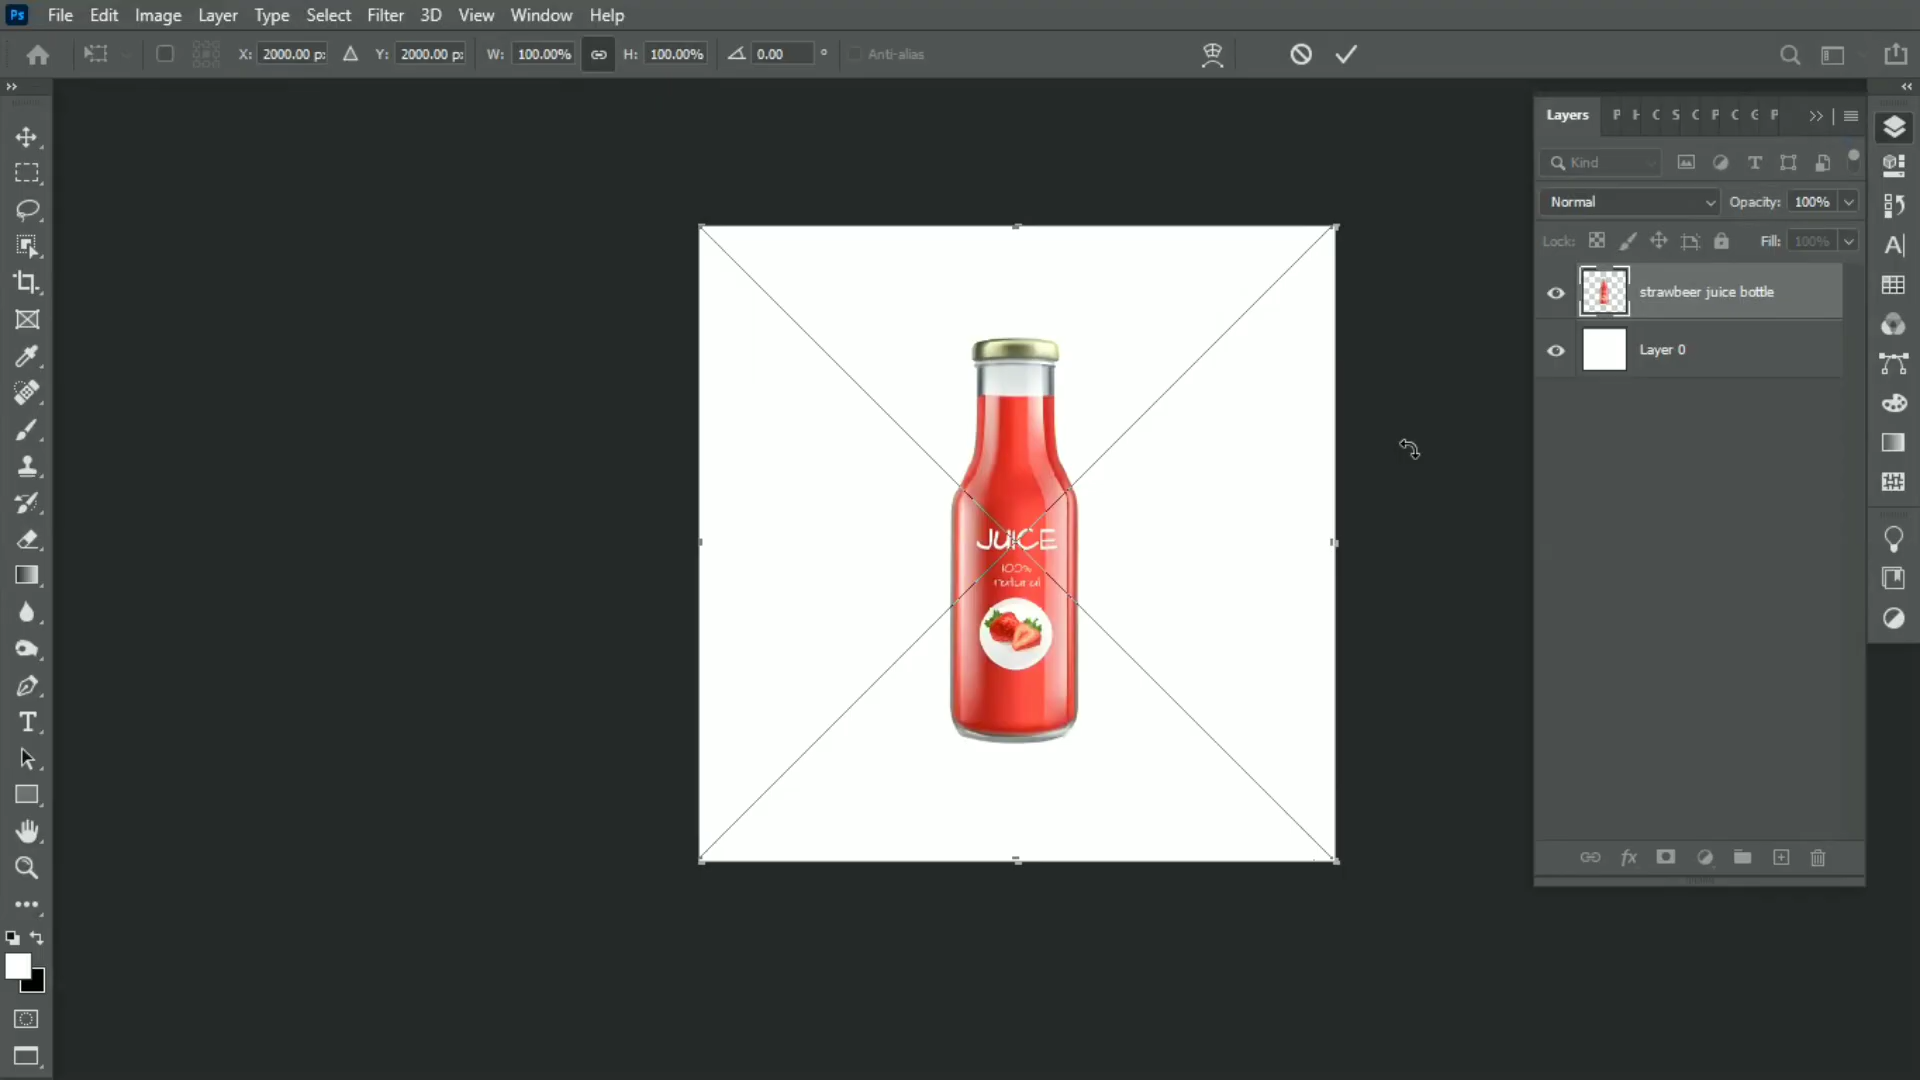 Ps File Edit Image Layer Type Select Filter 3D View Window Help
X: 2000.00 p: Y: 2000.00 p: W: 100.00% H: 100.00% 0.00 ° Anti-alias
Layers P H C S C P C G P
Kind
Normal Opacity: 100%
Lock: Fill: 100%
strawbeer juice bottle
Layer 0
JUICE
100%
natural